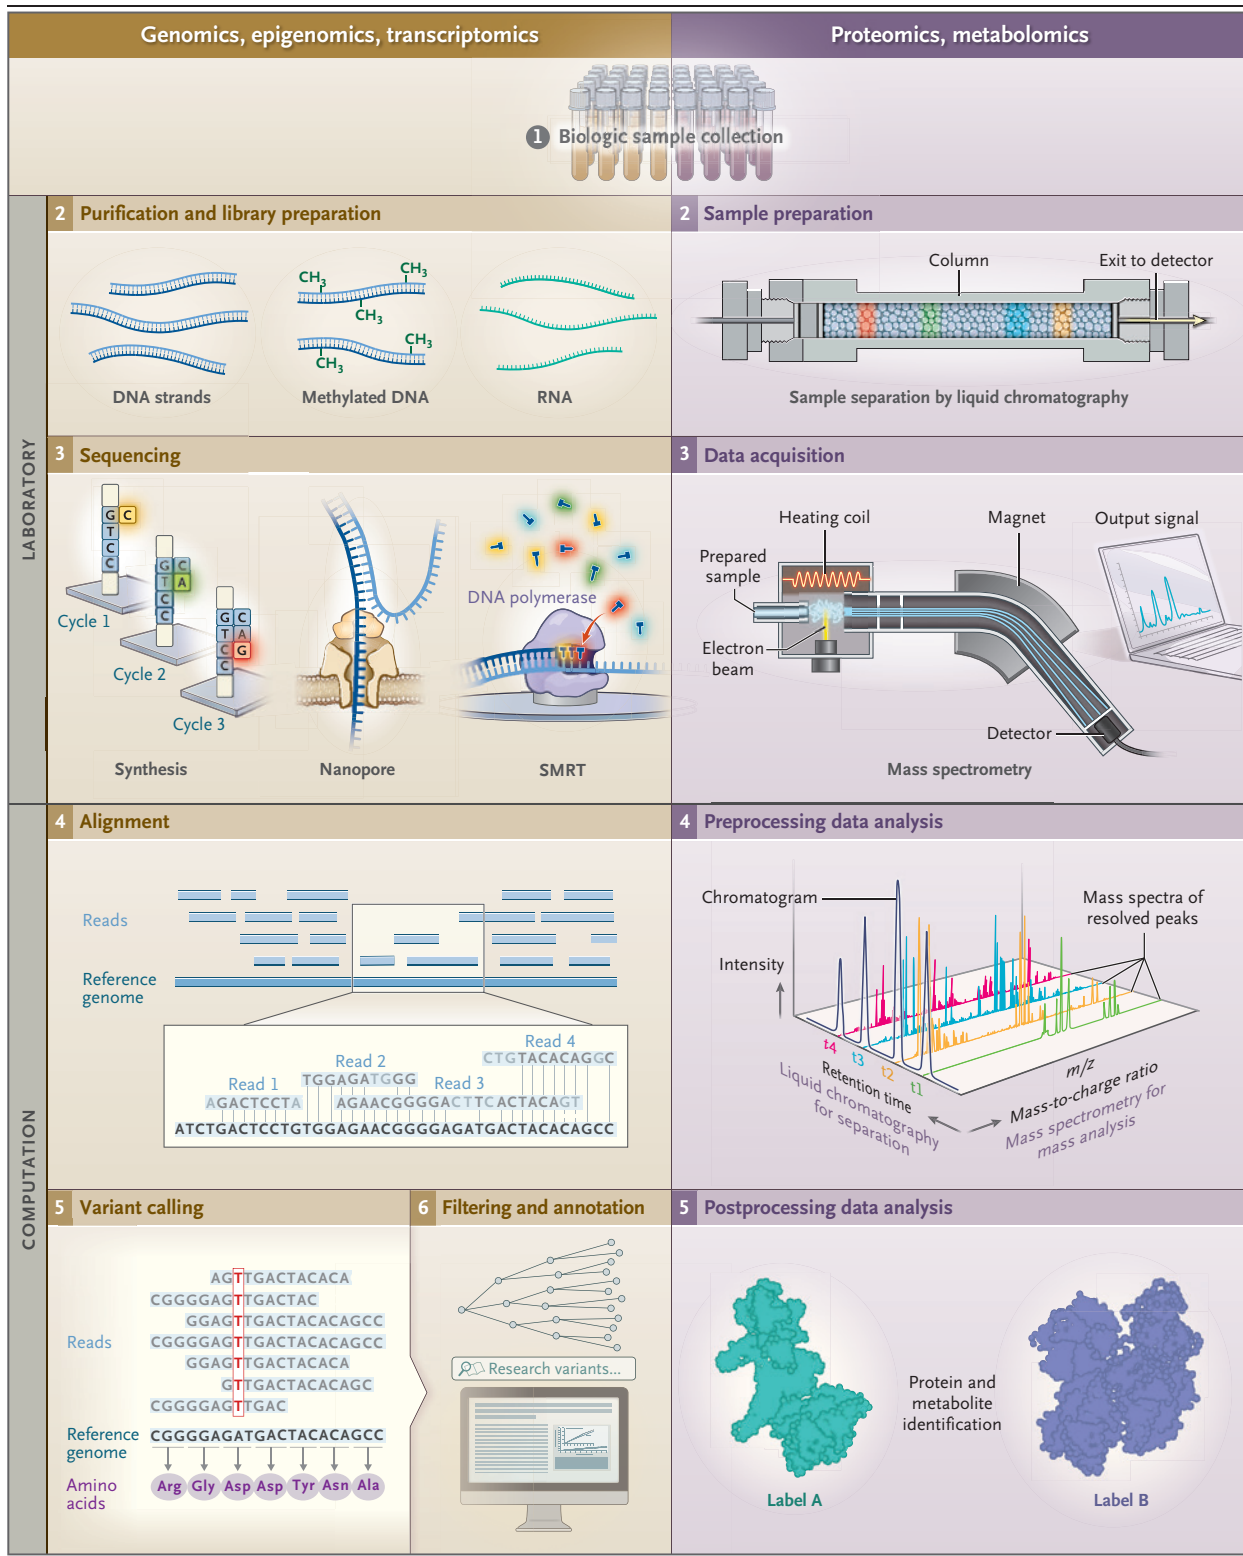 Genomics, epigenomics, transcriptomics
Proteomics, metabolomics
1 Biologic sample collection
LABORATORY
2 Purification and library preparation
CH3
CH3
CH3
CH3
CH3
DNA strands
Methylated DNA
RNA
2 Sample preparation
Column
Exit to detector
Sample separation by liquid chromatography
3 Sequencing
G C
T
C
C
Cycle 1
G C
T A
C
C
Cycle 2
G C
T A
C G
C
Cycle 3
Synthesis
Nanopore
DNA polymerase
SMRT
3 Data acquisition
Heating coil
Magnet
Output signal
Prepared
sample
Electron
beam
Detector
Mass spectrometry
COMPUTATION
4 Alignment
Reads
Reference
genome
Read 4
CTGTACACAGGC
Read 2
TGGAGATGGG
Read 1
Read 3
AGACTCCTA
AGAACGGGGACTTCACTACAGT
ATCTGACTCCTGTGGAGAACGGGGAGATGACTACACAGCC
4 Preprocessing data analysis
Chromatogram
Mass spectra of
resolved peaks
Intensity
t4
t3
t2
t1
Retention time
Liquid chromatography
for separation
m/z
Mass-to-charge ratio
Mass spectrometry for
mass analysis
5 Variant calling
AGTTGACTACACA
CGGGGAGTTGACTAC
GGAGTTGACTACACAGCC
Reads
CGGGGAGTTGACTACACAGCC
GGAGTTGACTACACA
GTTGACTACACAGC
CGGGGAGTTGAC
Reference
genome
CGGGGAGATGACTACACAGCC
Amino
acids
Arg Gly Asp Asp Tyr Asn Ala
6 Filtering and annotation
Research variants...
5 Postprocessing data analysis
Protein and
metabolite
identification
Label A
Label B